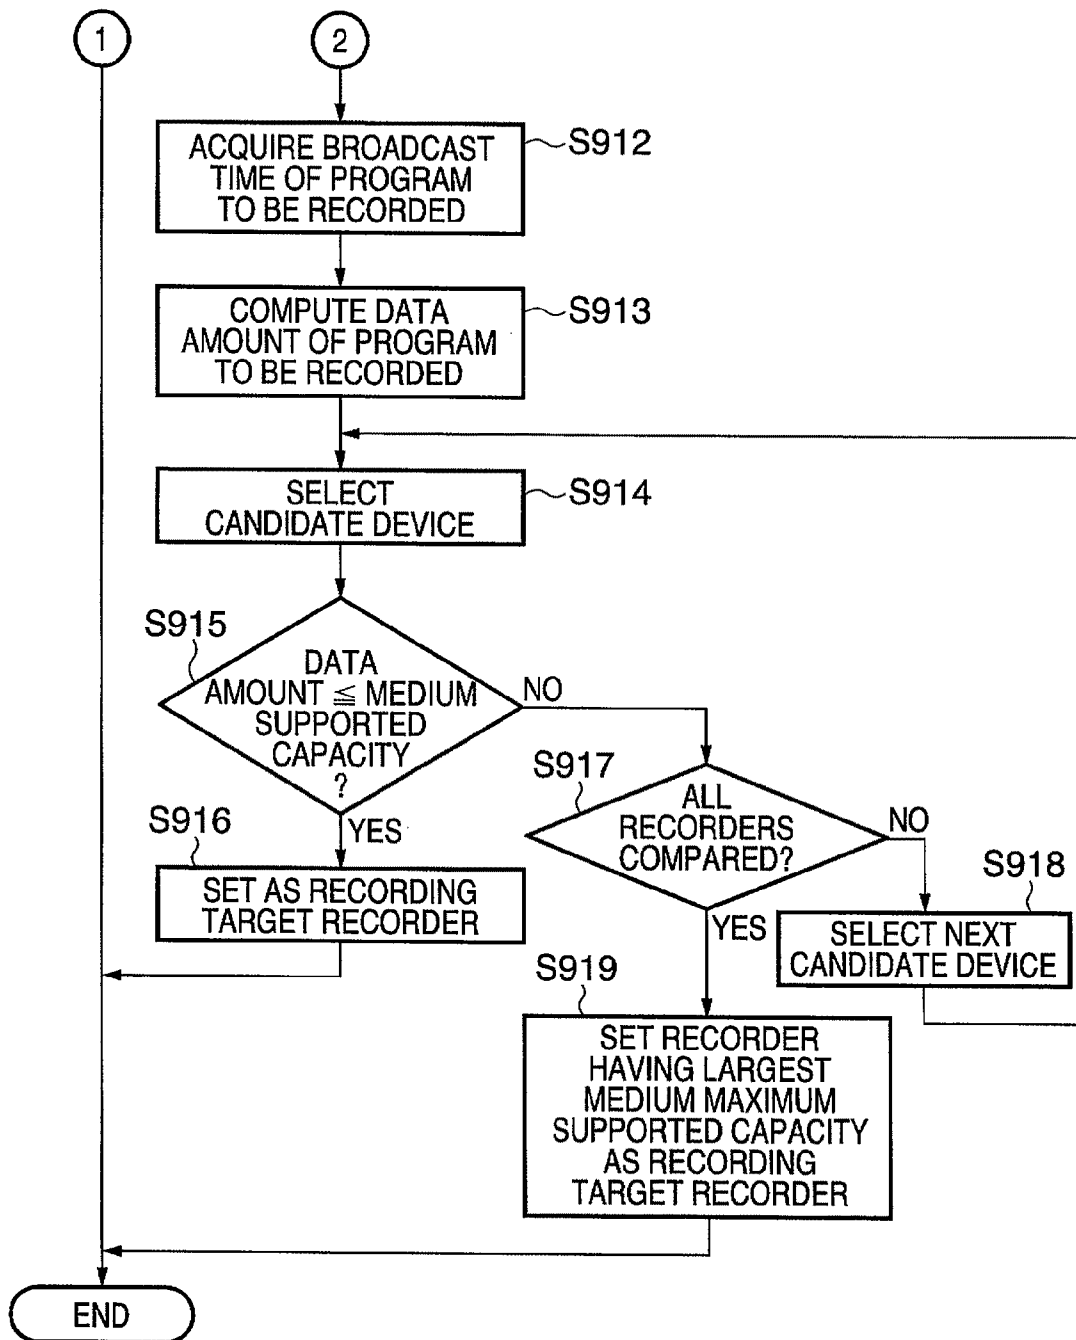 1
2
ACQUIRE BROADCAST
TIME OF PROGRAM
TO BE RECORDED
S912
COMPUTE DATA
AMOUNT OF PROGRAM
TO BE RECORDED
S913
SELECT
CANDIDATE DEVICE
S914
S915
DATA
AMOUNT ≦ MEDIUM
SUPPORTED
CAPACITY
?
NO
YES
S916
SET AS RECORDING
TARGET RECORDER
S917
ALL
RECORDERS
COMPARED?
NO
YES
S918
SELECT NEXT
CANDIDATE DEVICE
S919
SET RECORDER
HAVING LARGEST
MEDIUM MAXIMUM
SUPPORTED CAPACITY
AS RECORDING
TARGET RECORDER
END